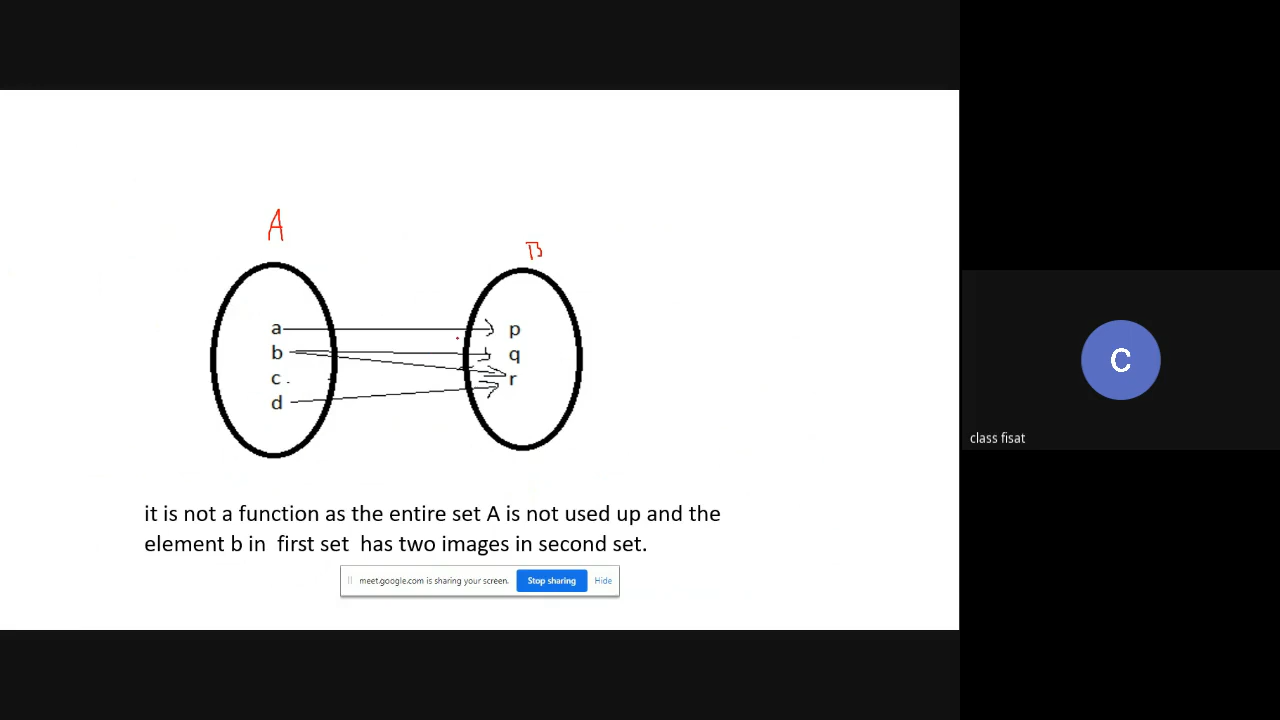 A
B
a p
b q
c r
d
it is not a function as the entire set A is not used up and the
element b in  first set  has two images in second set.
meet.google.com is sharing your screen. Stop sharing Hide
C
class fisat